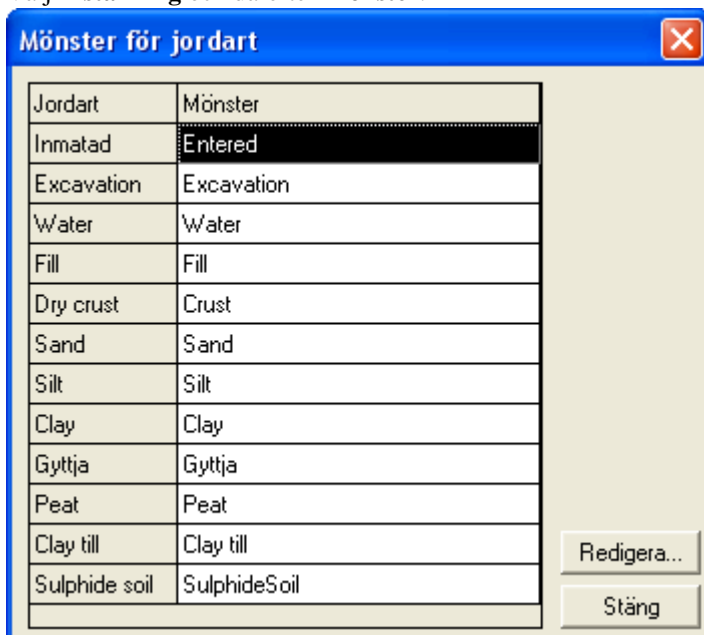 Mönster för jordart
Jordart Mönster
Inmatad Entered
Excavation Excavation
Water Water
Fill Fill
Dry crust Crust
Sand Sand
Silt Silt
Clay Clay
Gyttja Gyttja
Peat Peat
Clay till Clay till
Redigera...
Sulphide soil SulphideSoil
Stäng